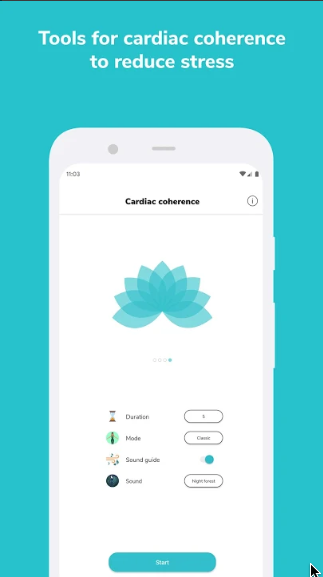 Tools for cardiac coherence
to reduce stress
11:03
Cardiac coherence
i
Duration
5
Mode
Classic
Sound guide
Sound
Night forest
Start